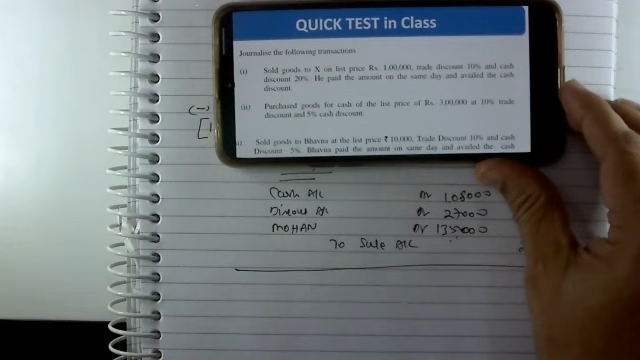 QUICK TEST in Class
Journalise the following transactions
(i) Sold goods to X on list price Rs. 1,00,000, trade discount 10% and cash
discount 20%. He paid the amount on the same day and availed the cash
discount.
(ii) Purchased goods for cash of the list price of Rs. 3,00,000 at 10% trade
discount and 5% cash discount.
Sold goods to Bhavna at the list price ₹ 10,000, Trade Discount 10% and cash
Discount 5%. Bhavna paid the amount on same day and availed the cash
(-)
[
Cash A/c Dr 108000
Discout A/c Dr 27000
MOHAN Dr 135000
To Sale A/C